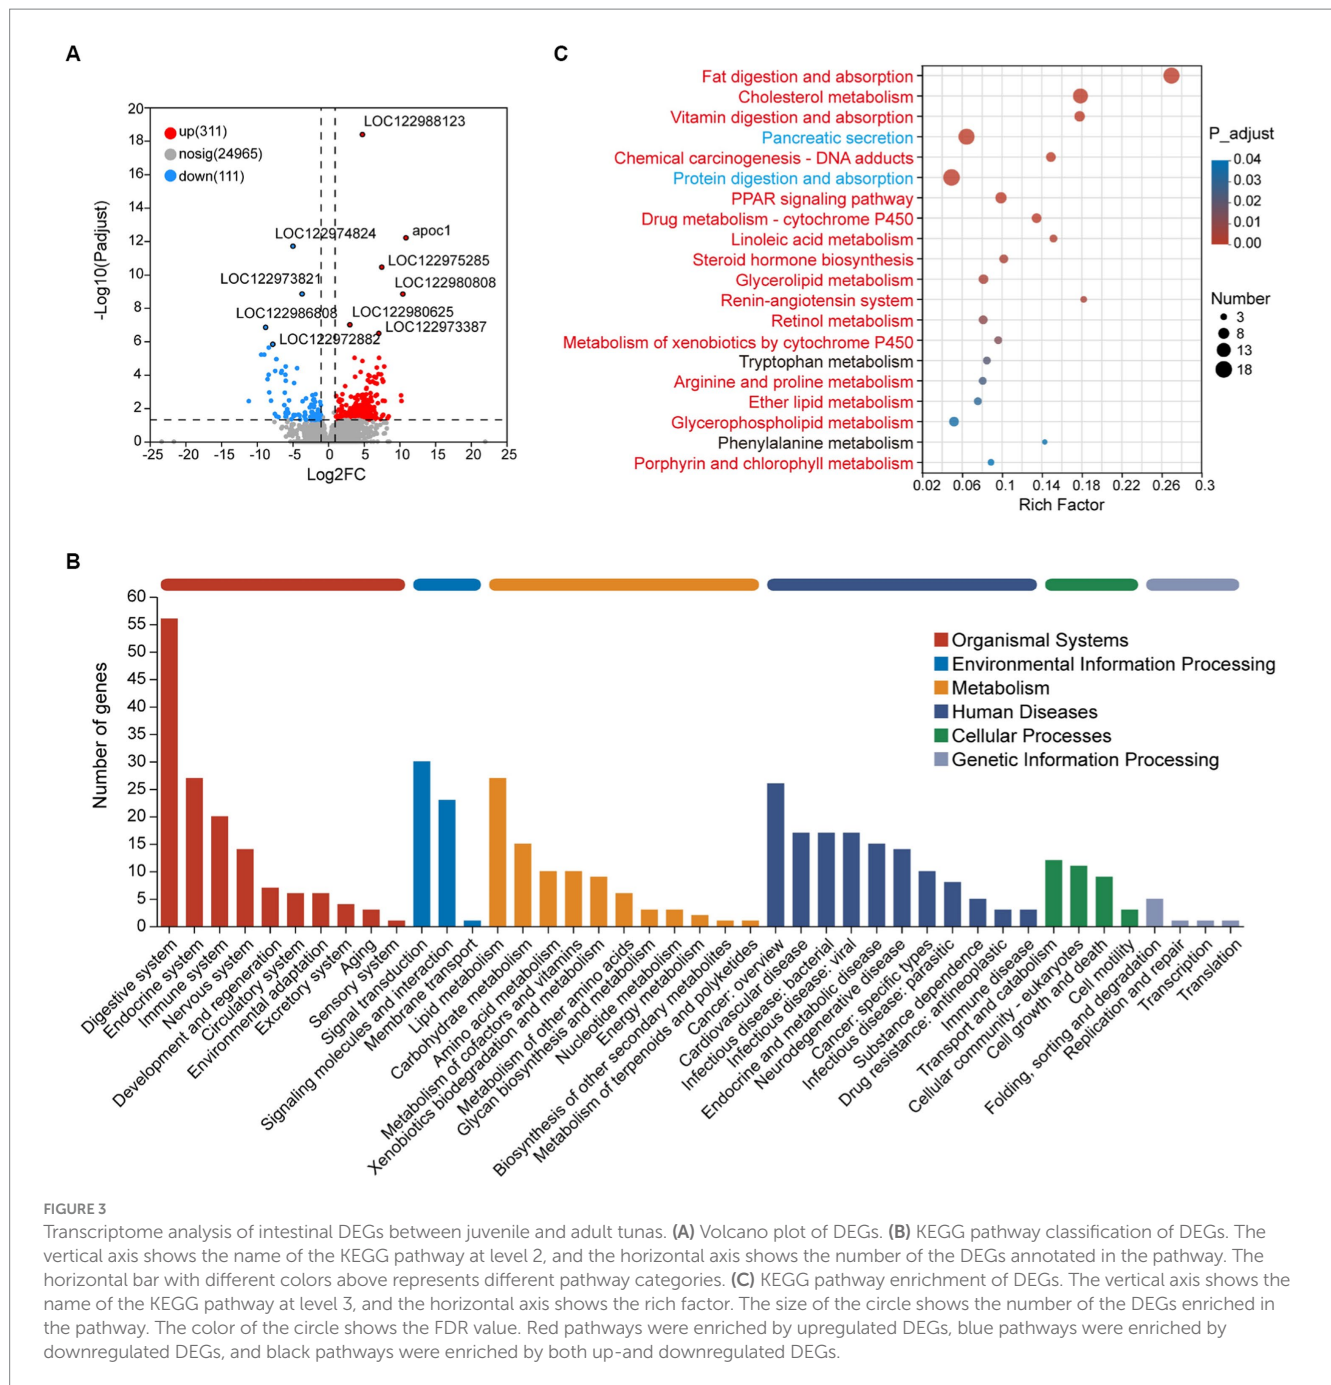 A
20
18
16
14
12
10
8
6
4
2
0
-Log10(Padjust)
up(311)
nosig(24965)
down(111)
LOC122988123
LOC122974824
apoc1
LOC122975285
LOC122973821
LOC122980808
LOC122986808
LOC122980625
LOC122973387
LOC122972882
-25 -20 -15 -10 -5 0 5 10 15 20 25
Log2FC
C
Fat digestion and absorption
Cholesterol metabolism
Vitamin digestion and absorption
Pancreatic secretion
Chemical carcinogenesis - DNA adducts
Protein digestion and absorption
PPAR signaling pathway
Drug metabolism - cytochrome P450
Linoleic acid metabolism
Steroid hormone biosynthesis
Glycerolipid metabolism
Renin-angiotensin system
Retinol metabolism
Metabolism of xenobiotics by cytochrome P450
Tryptophan metabolism
Arginine and proline metabolism
Ether lipid metabolism
Glycerophospholipid metabolism
Phenylalanine metabolism
Porphyrin and chlorophyll metabolism
0.02 0.06 0.1 0.14 0.18 0.22 0.26 0.3
Rich Factor
P_adjust
0.04
0.03
0.02
0.01
0.00
Number
3
8
13
18
B
60
55
50
45
40
35
30
25
20
15
10
5
0
Number of genes
Organismal Systems
Environmental Information Processing
Metabolism
Human Diseases
Cellular Processes
Genetic Information Processing
Digestive system
Endocrine system
Immune system
Nervous system
Development and regeneration
Circulatory system
Environmental adaptation
Excretory system
Aging
Sensory system
Signal transduction
Signaling molecules and interaction
Membrane transport
Lipid metabolism
Carbohydrate metabolism
Amino acid metabolism
Metabolism of cofactors and vitamins
Xenobiotics biodegradation and metabolism
Metabolism of other amino acids
Glycan biosynthesis and metabolism
Nucleotide metabolism
Energy metabolism
Biosynthesis of other secondary metabolites
Metabolism of terpenoids and polyketides
Cancer: overview
Cardiovascular disease
Infectious disease: bacterial
Infectious disease: viral
Endocrine and metabolic disease
Neurodegenerative disease
Cancer: specific types
Infectious disease: parasitic
Substance dependence
Drug resistance: antineoplastic
Immune disease
Transport and catabolism
Cellular community - eukaryotes
Cell growth and death
Cell motility
Folding, sorting and degradation
Replication and repair
Transcription
Translation
FIGURE 3
Transcriptome analysis of intestinal DEGs between juvenile and adult tunas. (A) Volcano plot of DEGs. (B) KEGG pathway classification of DEGs. The
vertical axis shows the name of the KEGG pathway at level 2, and the horizontal axis shows the number of the DEGs annotated in the pathway. The
horizontal bar with different colors above represents different pathway categories. (C) KEGG pathway enrichment of DEGs. The vertical axis shows the
name of the KEGG pathway at level 3, and the horizontal axis shows the rich factor. The size of the circle shows the number of the DEGs enriched in
the pathway. The color of the circle shows the FDR value. Red pathways were enriched by upregulated DEGs, blue pathways were enriched by
downregulated DEGs, and black pathways were enriched by both up-and downregulated DEGs.